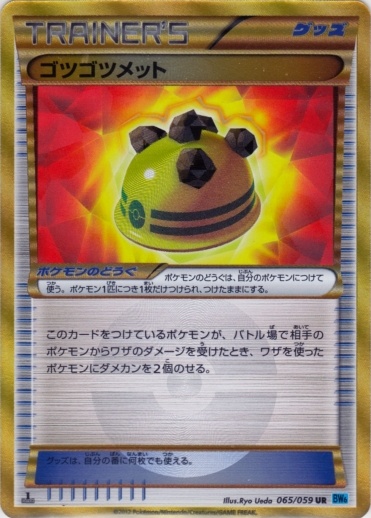 TRAINER'S
グッズ
ゴツゴツメット
ポケモンのどうぐ
ポケモンのどうぐは、自分のポケモンにつけて
使う。ポケモン1匹につき1枚だけつけられ、つけたままにする。
このカードをつけているポケモンが、バトル場で相手の
ポケモンからワザのダメージを受けたとき、ワザを使った
ポケモンにダメカンを2個のせる。
グッズは、自分の番に何枚でも使える。
1 Illus.Ryo Ueda 065/059 UR BW6
©2012 Pokémon/Nintendo/Creatures/GAME FREAK.